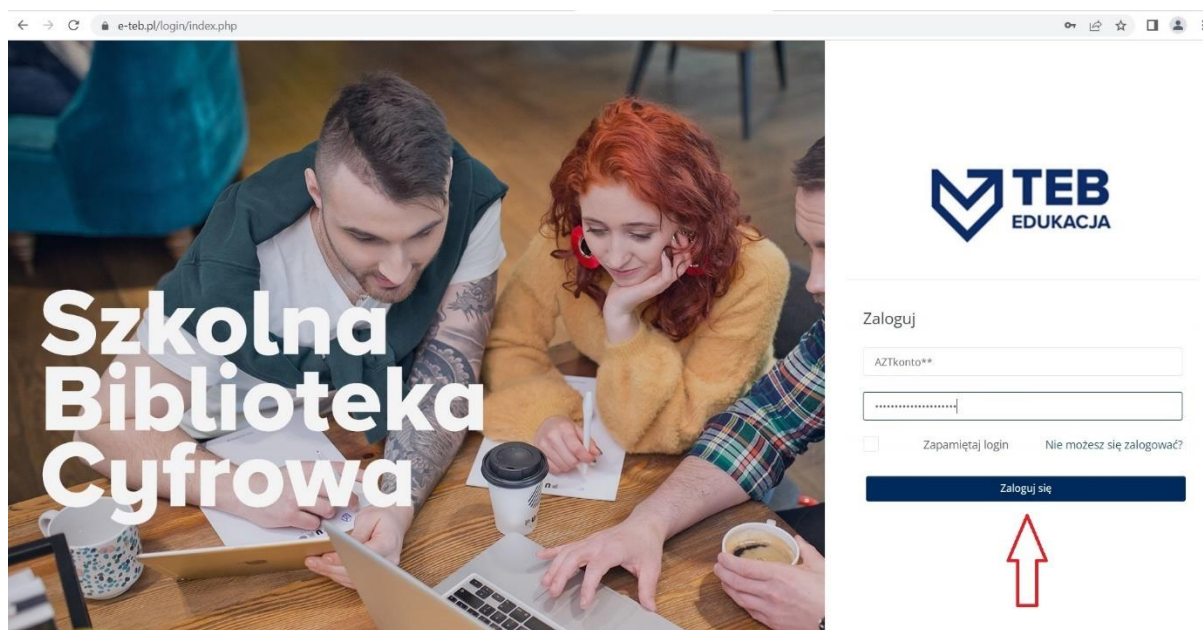 e-teb.pl/login/index.php
Szkolna
Biblioteka
Cyfrowa
TEB
EDUKACJA
Zaloguj
AZTkonto**
Zapamiętaj login
Nie możesz się zalogować?
Zaloguj się